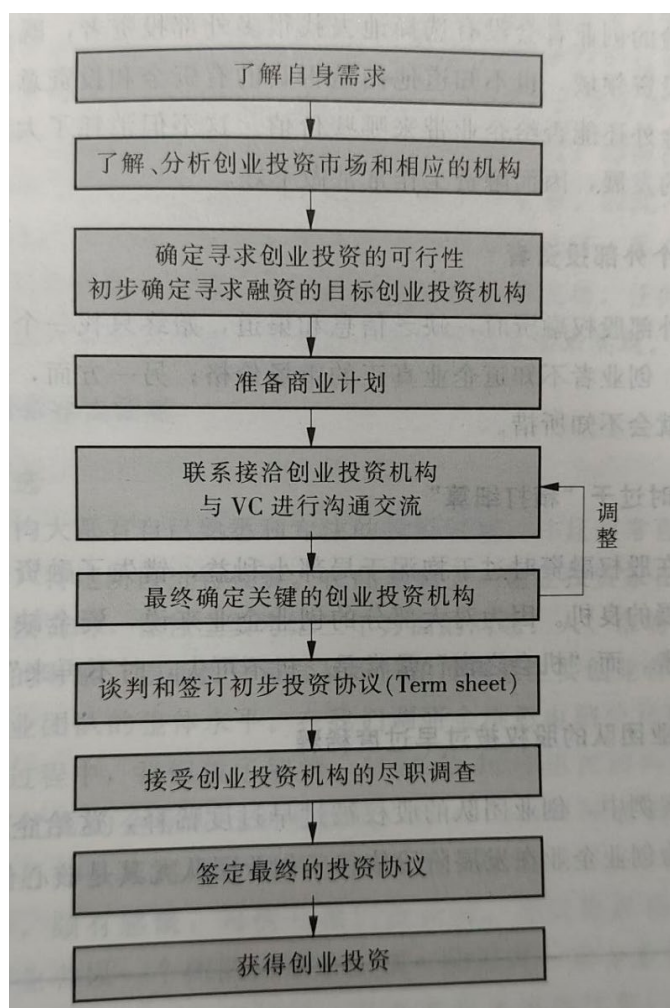 了解自身需求
了解、分析创业投资市场和相应的机构
确定寻求创业投资的可行性
初步确定寻求融资的目标创业投资机构
准备商业计划
联系接洽创业投资机构
与 VC 进行沟通交流
调整
最终确定关键的创业投资机构
谈判和签订初步投资协议(Term sheet)
接受创业投资机构的尽职调查
签定最终的投资协议
获得创业投资